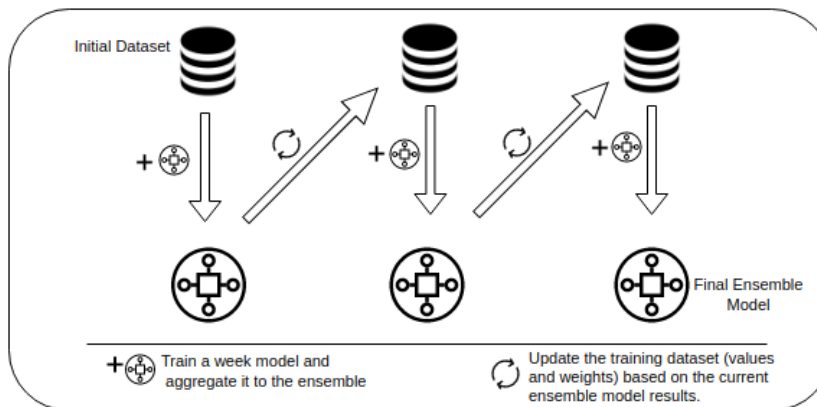 Initial Dataset
Final Ensemble
Model
Train a week model and
aggregate it to the ensemble
Update the training dataset (values
and weights) based on the current
ensemble model results.